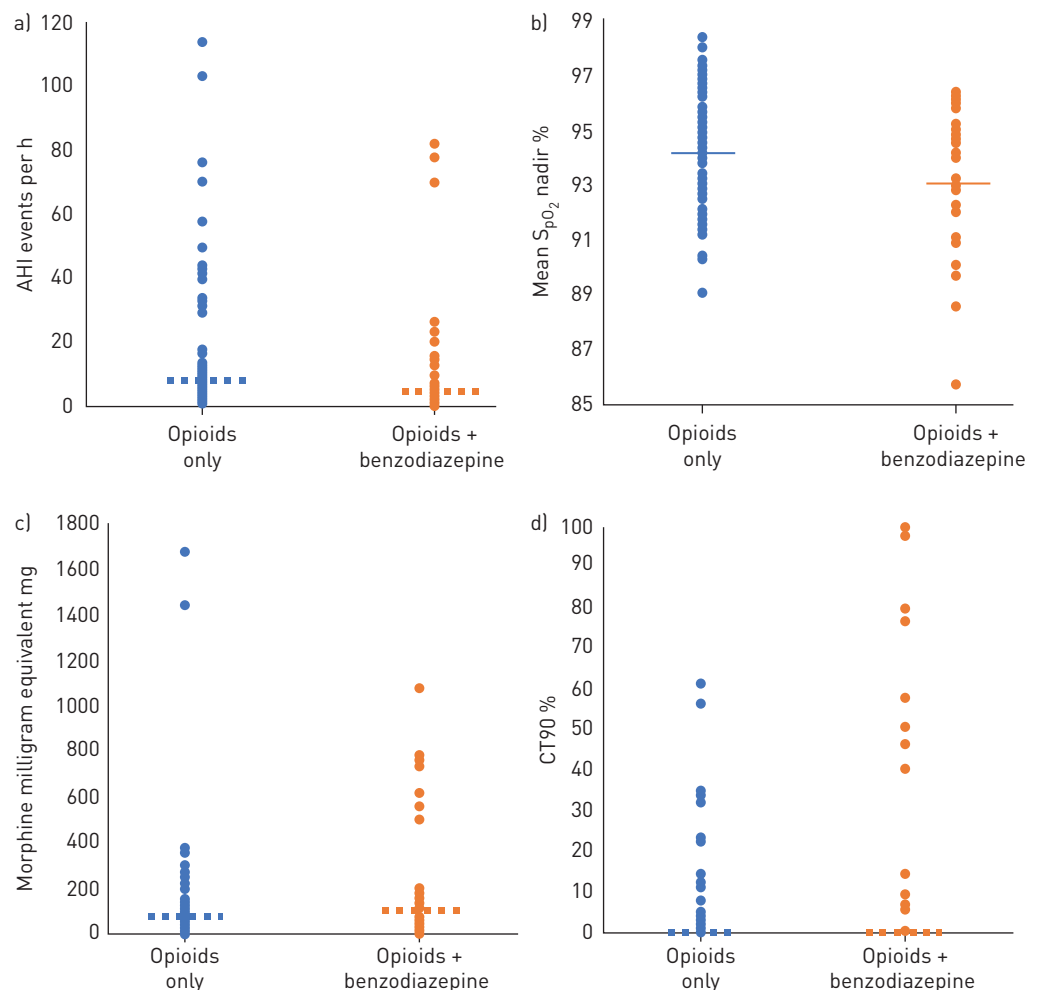 a)
AHI events per h
120
100
80
60
40
20
0
Opioids
only
Opioids +
benzodiazepine
b)
Mean SpO2 nadir %
99
97
95
93
91
89
87
85
Opioids
only
Opioids +
benzodiazepine
c)
Morphine milligram equivalent mg
1800
1600
1400
1200
1000
800
600
400
200
0
Opioids
only
Opioids +
benzodiazepine
d)
CT90 %
100
90
80
70
60
50
40
30
20
10
0
Opioids
only
Opioids +
benzodiazepine